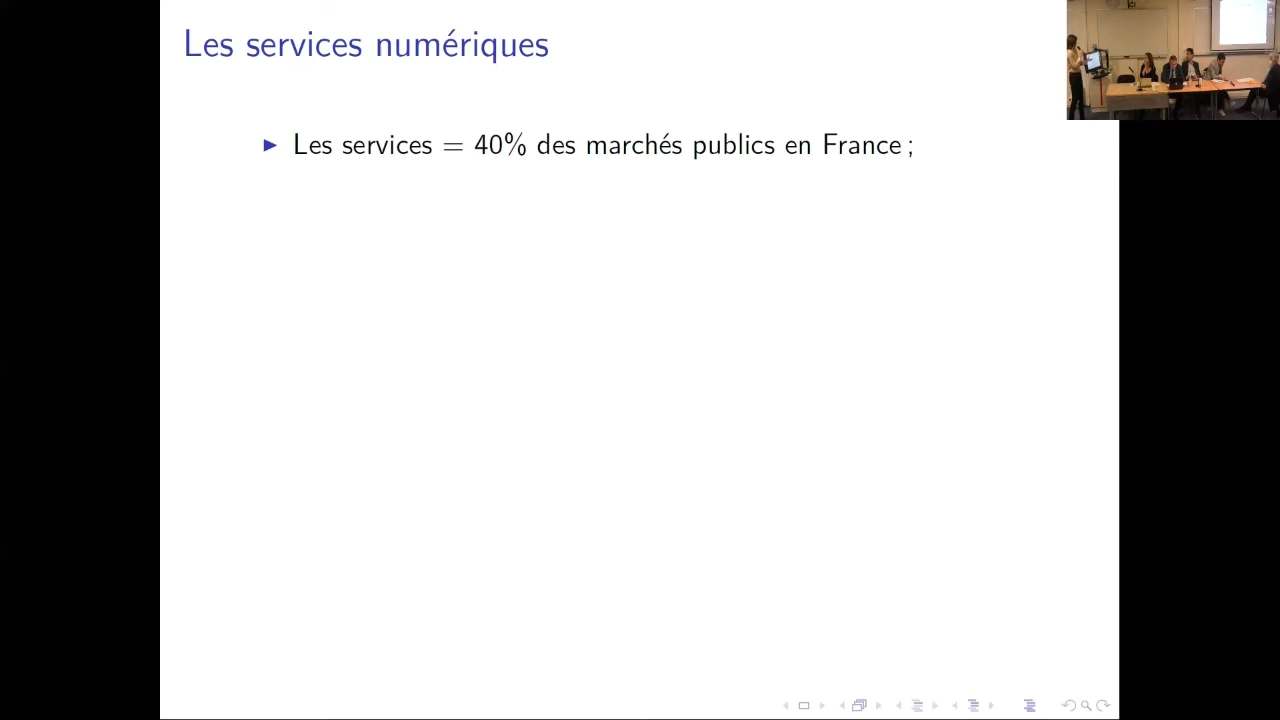 Les services numériques
▶ Les services = 40% des marchés publics en France ;